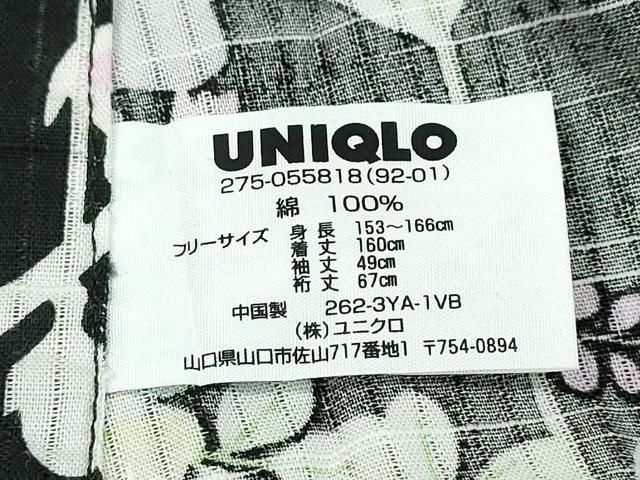 UNIQLO
275-055818(92-01)
綿 100%
フリーサイズ 身長 153〜166cm
着丈 160cm
袖丈 49cm
裄丈 67cm
中国製 262-3YA-1VB
(株)ユニクロ
山口県山口市佐山717番地1 〒754-0894